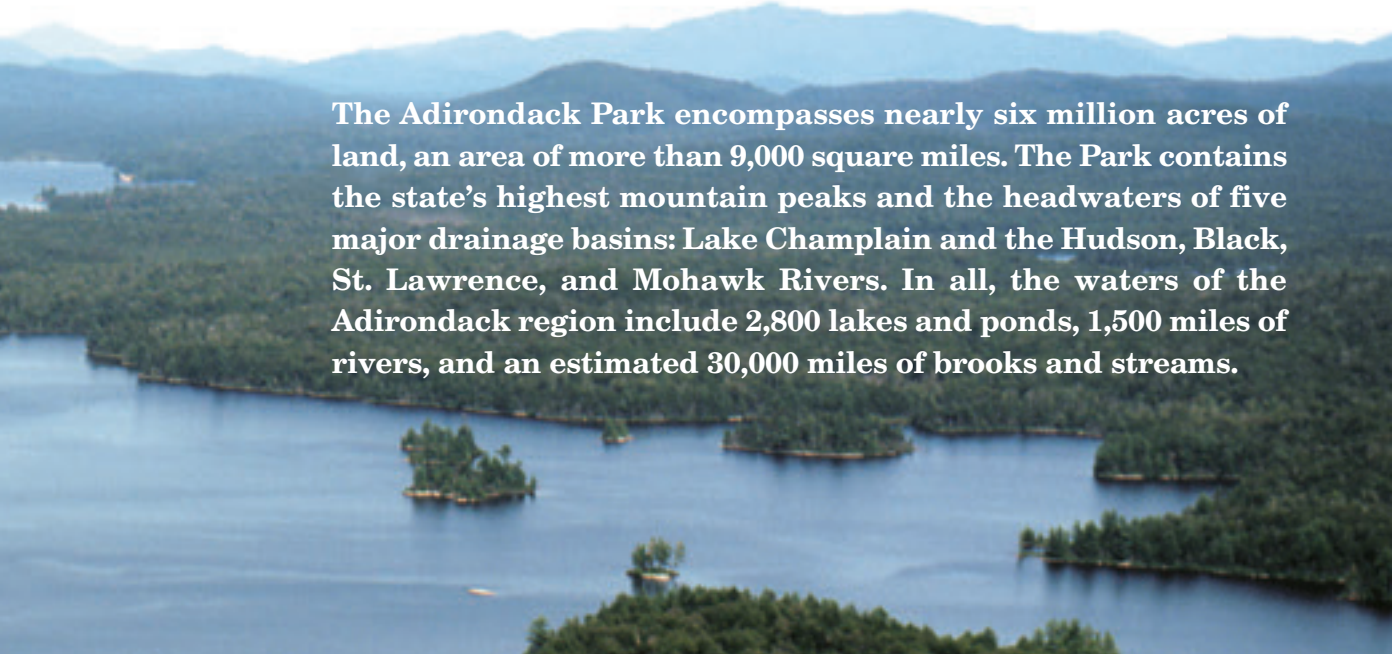 The Adirondack Park encompasses nearly six million acres of
land, an area of more than 9,000 square miles. The Park contains
the state’s highest mountain peaks and the headwaters of five
major drainage basins: Lake Champlain and the Hudson, Black,
St. Lawrence, and Mohawk Rivers. In all, the waters of the
Adirondack region include 2,800 lakes and ponds, 1,500 miles of
rivers, and an estimated 30,000 miles of brooks and streams.